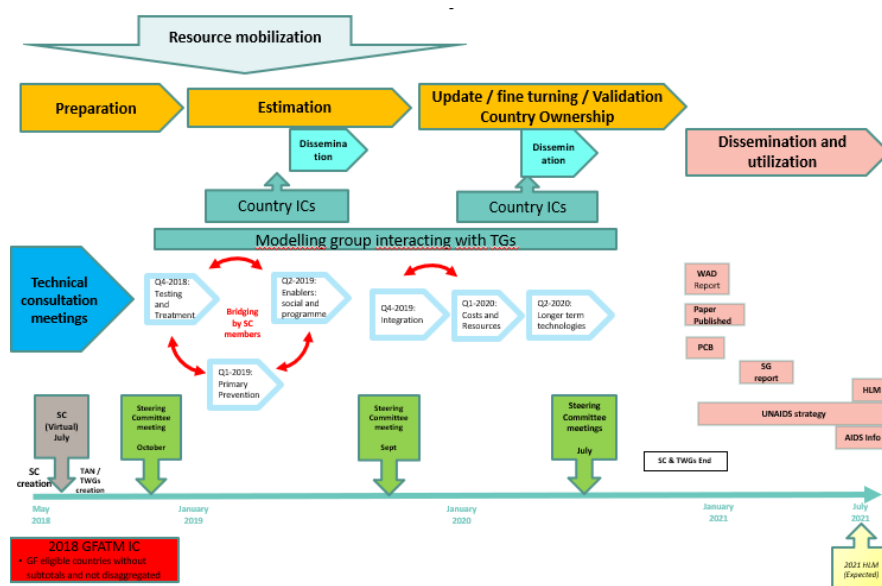 -
Resource mobilization
Preparation
Estimation
Update / fine turning / Validation
Country Ownership
Dissemina
tion
Dissemin
ation
Dissemination and
utilization
Country ICs
Country ICs
Modelling group interacting with TGs
Technical
consultation
meetings
Q4-2018:
Testing
and
Treatment
Bridging
by SC
members
Q2-2019:
Enablers:
social and
programme
Q1-2019:
Primary
Prevention
Q4-2019:
Integration
Q1-2020:
Costs and
Resources
Q2-2020:
Longer term
technologies
WAD
Report
Paper
Published
PCB
SG
report
HLM
UNAIDS strategy
AIDS Info
SC
(Virtual)
July
Steering
Committee
meeting
October
Steering
Committee
meeting
Sept
Steering
Committee
meetings
July
SC & TWGs End
SC
creation
TAN /
TWGs
creation
May
2018
January
2019
January
2020
January
2021
July
2021
2018 GFATM IC
• GF eligible countries without
subtotals and not disaggregated
2021 HLM
(Expected)